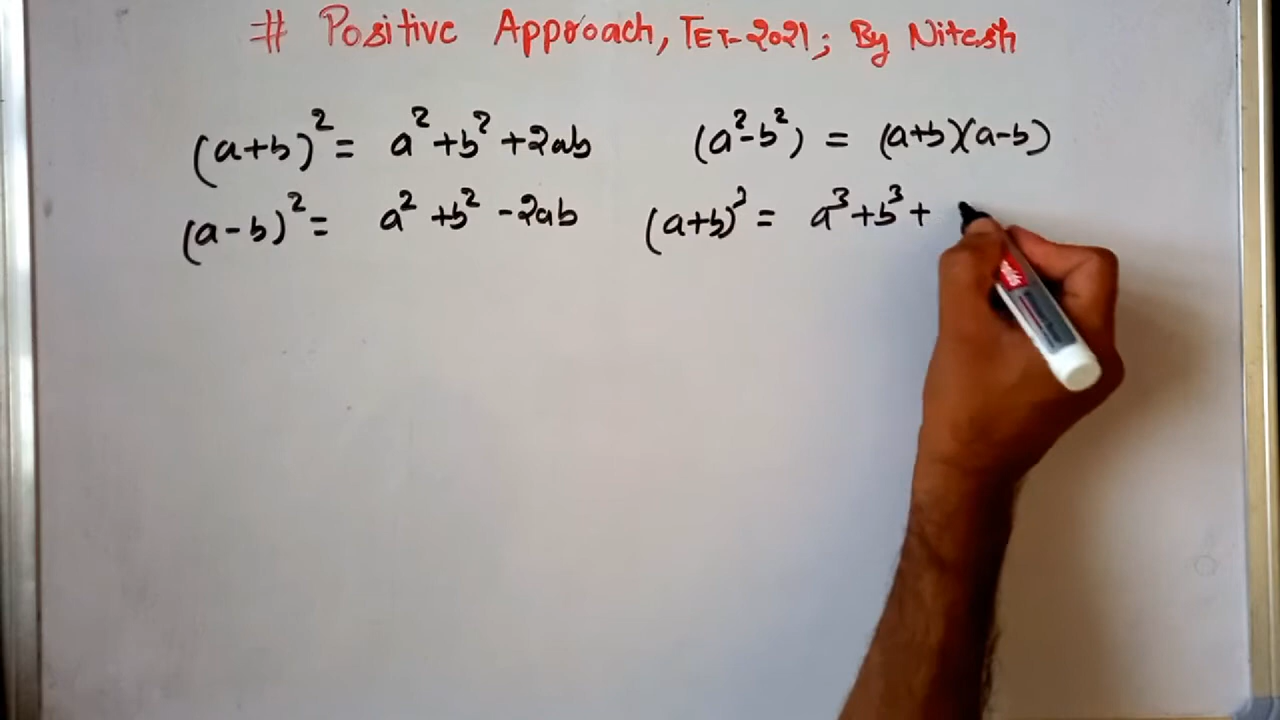 # Positive Approach, TET-2021; By Nitesh
(a+b)² = a²+b²+2ab
(a²-b²) = (a+b)(a-b)
(a-b)² = a²+b²-2ab
(a+b)³ = a³+b³+